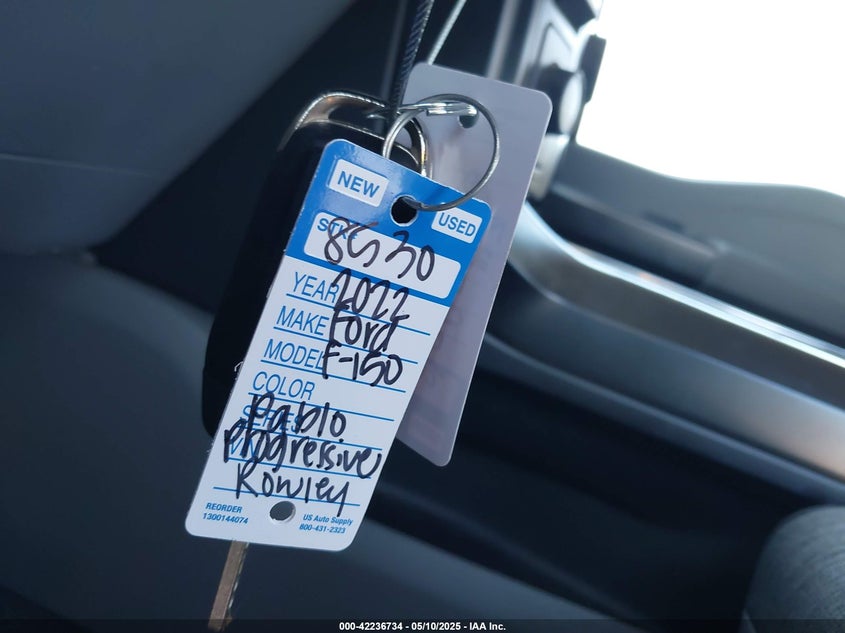 NEW
USED
STK#
8530
YEAR 2022
MAKE Ford
MODEL F-150
COLOR
Pablo
Progressive
Rowley
REORDER
1300144074
US Auto Supply
800-431-2323
000-42236734 — 05/10/2025 — IAA Inc.